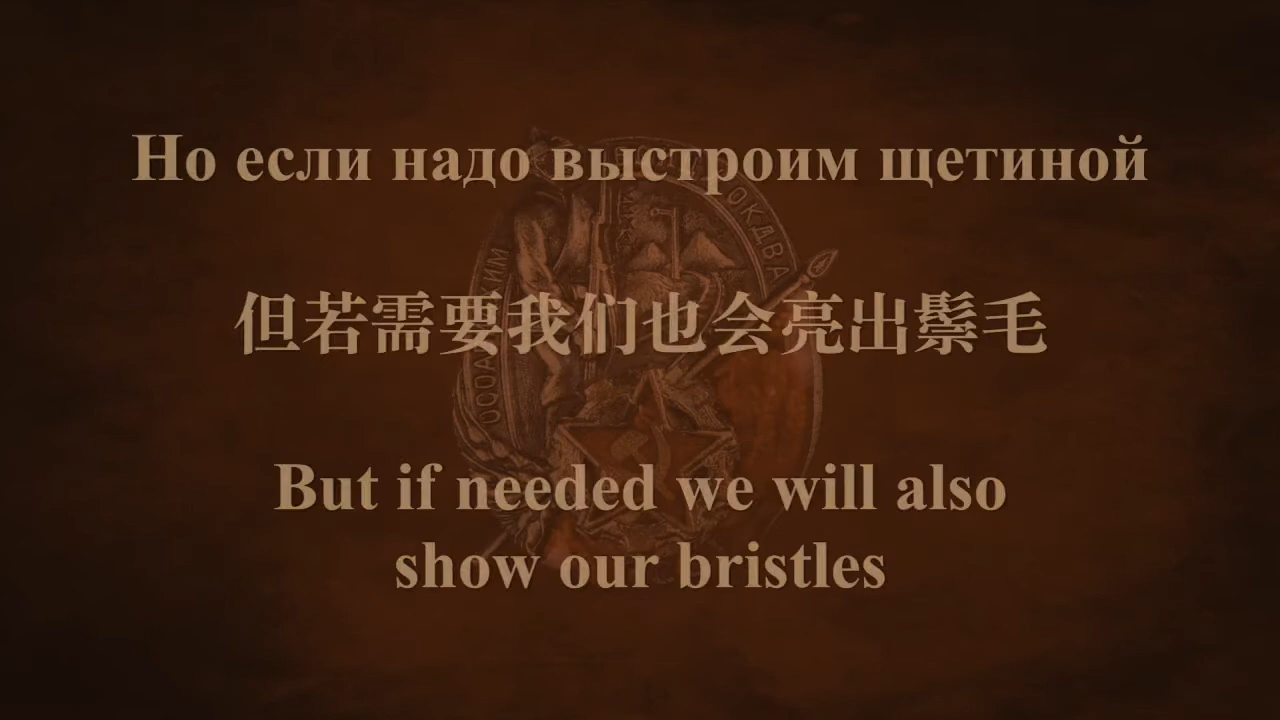 Но если надо выстроим щетиной
但若需要我们也会亮出鬃毛
But if needed we will also
show our bristles
ОКДВА